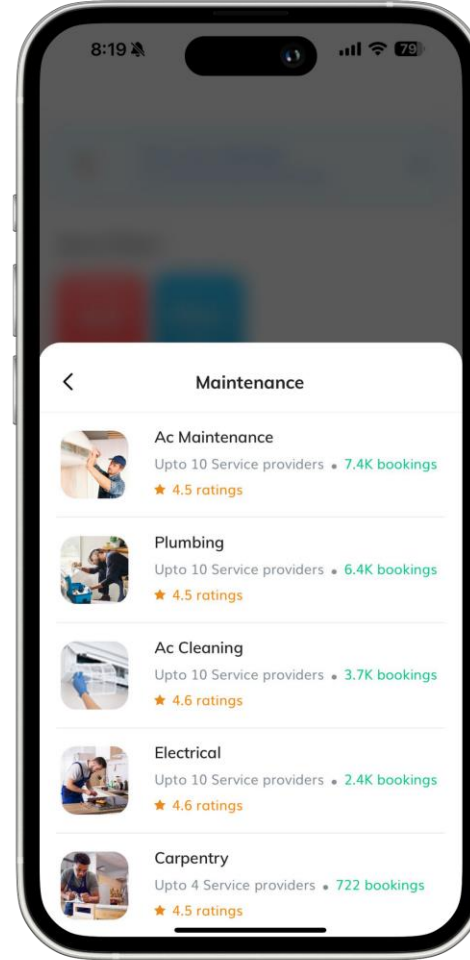 8:19
79
Maintenance
Ac Maintenance
Upto 10 Service providers • 7.4K bookings
★ 4.5 ratings
Plumbing
Upto 10 Service providers • 6.4K bookings
★ 4.5 ratings
Ac Cleaning
Upto 10 Service providers • 3.7K bookings
★ 4.6 ratings
Electrical
Upto 10 Service providers • 2.4K bookings
★ 4.6 ratings
Carpentry
Upto 4 Service providers • 722 bookings
★ 4.5 ratings